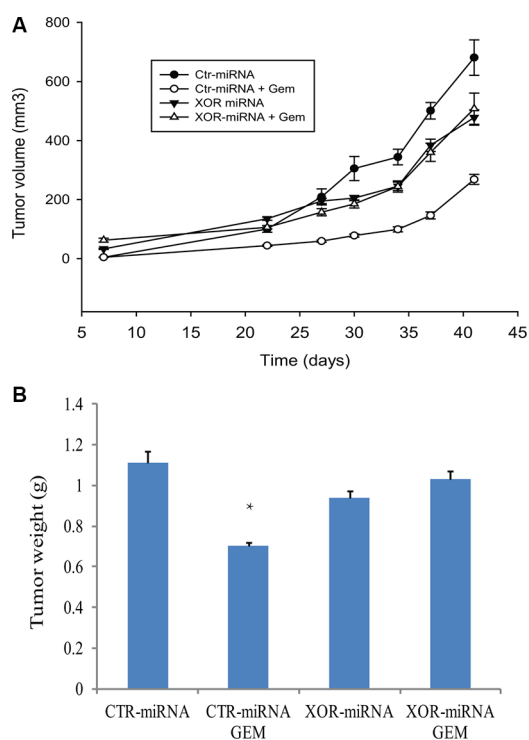 A
800
600
400
200
0
Tumor volume (mm3)
Ctr-miRNA
Ctr-miRNA + Gem
XOR miRNA
XOR-miRNA + Gem
5 10 15 20 25 30 35 40 45
Time (days)
B
1.4
1.2
1
0.8
0.6
0.4
0.2
0
Tumor weight (g)
*
CTR-miRNA CTR-miRNA XOR-miRNA XOR-miRNA
GEM GEM